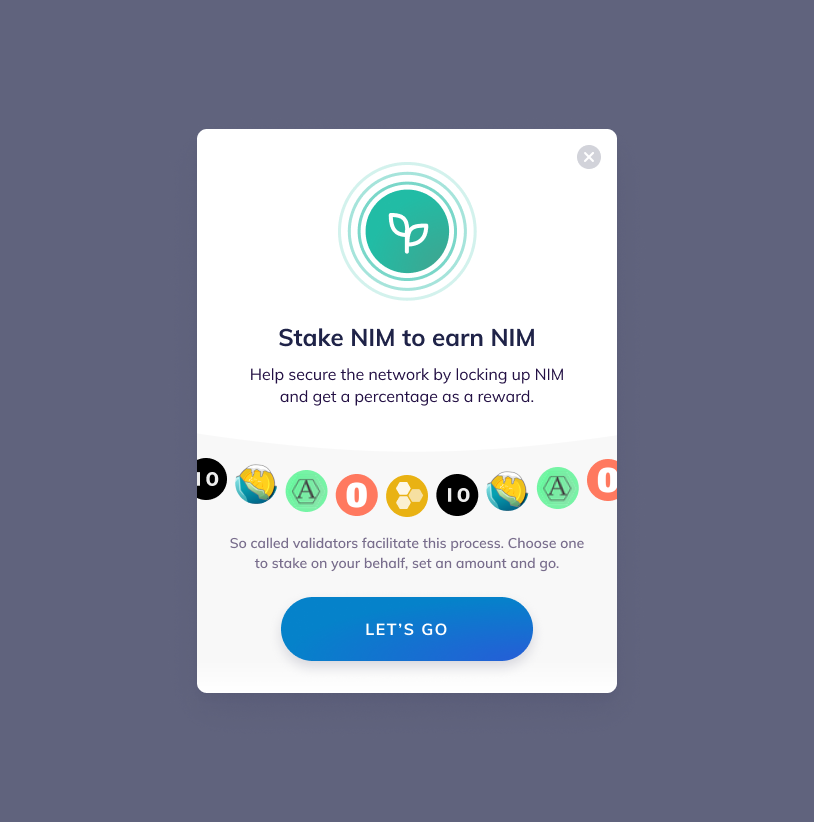 Stake NIM to earn NIM
Help secure the network by locking up NIM
and get a percentage as a reward.
10 A 0 10 A 0
So called validators facilitate this process. Choose one
to stake on your behalf, set an amount and go.
LET’S GO